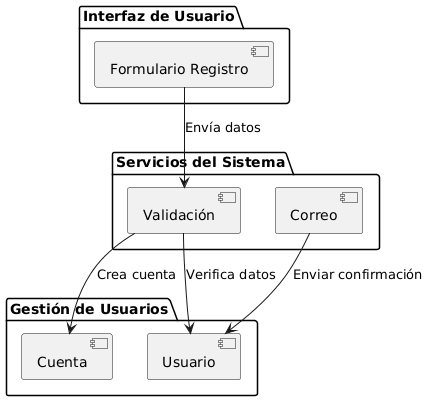 Interfaz de Usuario
Formulario Registro
Envía datos
Servicios del Sistema
Validación
Correo
Crea cuenta
Verifica datos
Enviar confirmación
Gestión de Usuarios
Cuenta
Usuario